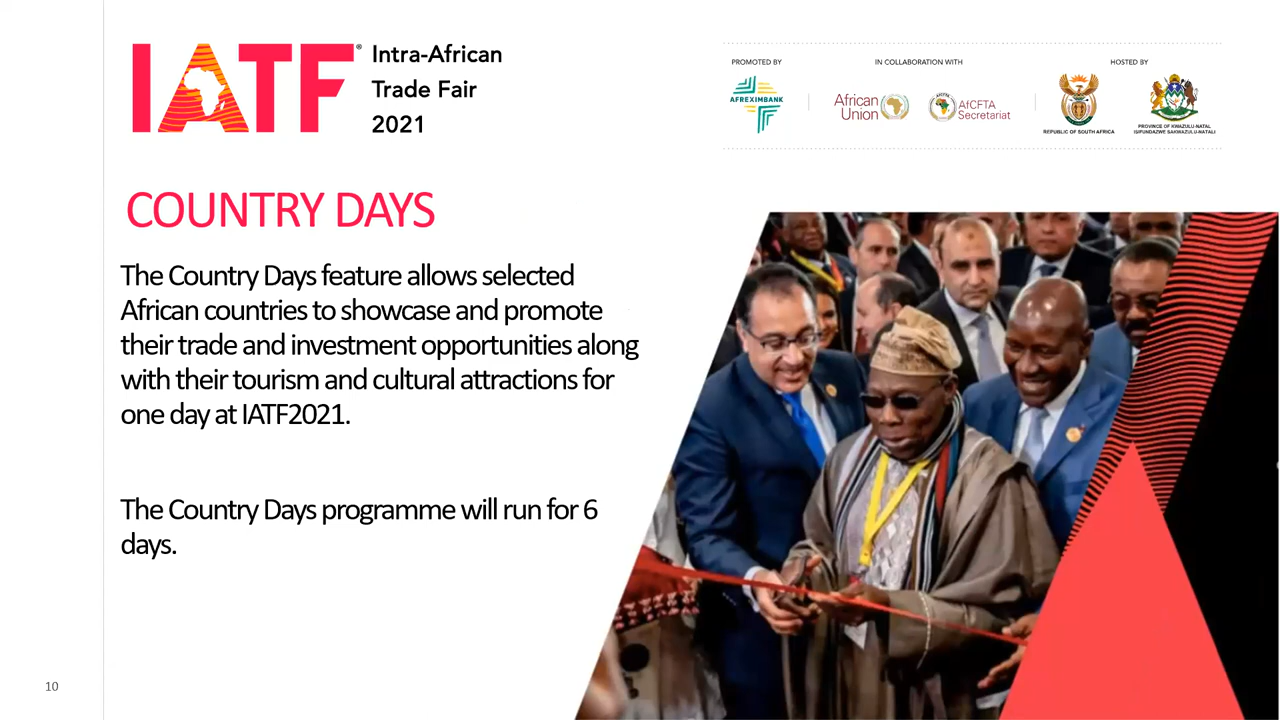 IATF®
Intra-African
Trade Fair
2021
PROMOTED BY
AFREXIMBANK
IN COLLABORATION WITH
African
Union
AfCFTA
Secretariat
HOSTED BY
REPUBLIC OF SOUTH AFRICA
PROVINCE OF KWAZULU-NATAL
ISIFUNDAZWE SAKWAZULU-NATALI
COUNTRY DAYS
The Country Days feature allows selected
African countries to showcase and promote
their trade and investment opportunities along
with their tourism and cultural attractions for
one day at IATF2021.
The Country Days programme will run for 6
days.
10